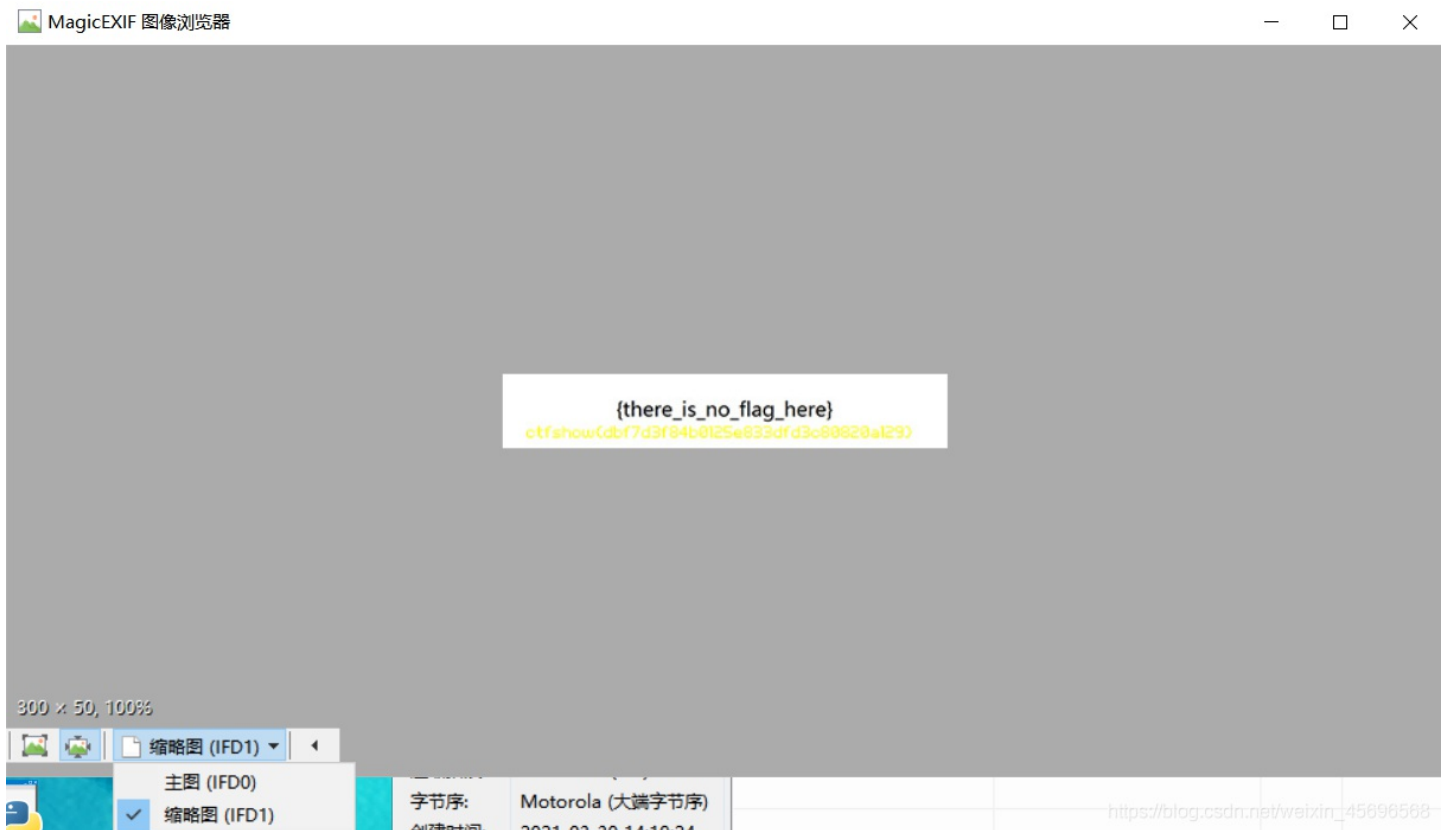 MagicEXIF 图像浏览器
{there_is_no_flag_here}
ctfshow{dbf7d3f84b0125e833dfd3c80820a129}
300 × 50, 100%
缩略图 (IFD1)
主图 (IFD0)
缩略图 (IFD1)
字节序: Motorola (大端字节序)
https://blog.csdn.net/weixin_45696568